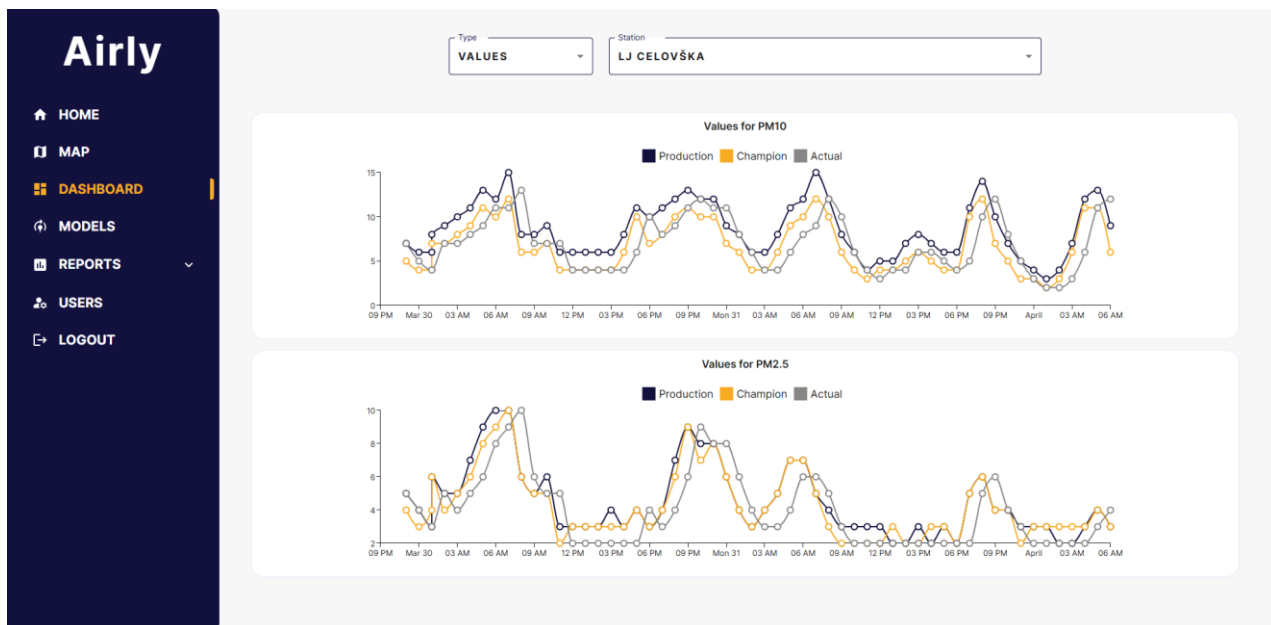 Airly
HOME
MAP
DASHBOARD
MODELS
REPORTS
USERS
LOGOUT
Type
VALUES
Station
LJ CELOVŠKA
Values for PM10
Production Champion Actual
15
10
5
0
09 PM Mar 30 03 AM 06 AM 09 AM 12 PM 03 PM 06 PM 09 PM Mon 31 03 AM 06 AM 09 AM 12 PM 03 PM 06 PM 09 PM April 03 AM 06 AM
Values for PM2.5
Production Champion Actual
10
8
6
4
2
09 PM Mar 30 03 AM 06 AM 09 AM 12 PM 03 PM 06 PM 09 PM Mon 31 03 AM 06 AM 09 AM 12 PM 03 PM 06 PM 09 PM April 03 AM 06 AM